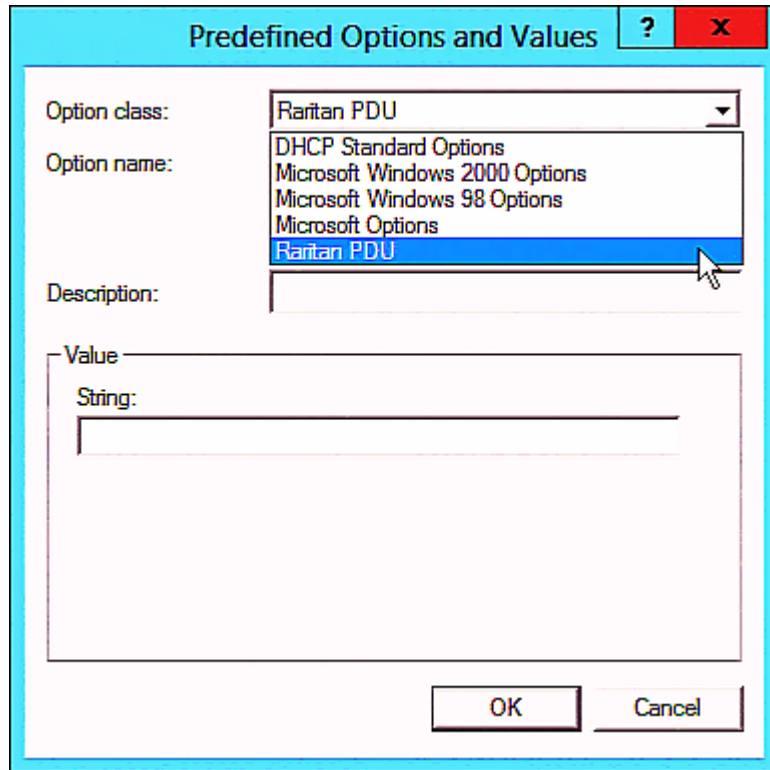 Predefined Options and Values
?
x
Option class:
Raritan PDU
DHCP Standard Options
Option name:
Microsoft Windows 2000 Options
Microsoft Windows 98 Options
Microsoft Options
Raritan PDU
Description:
Value
String:
OK
Cancel